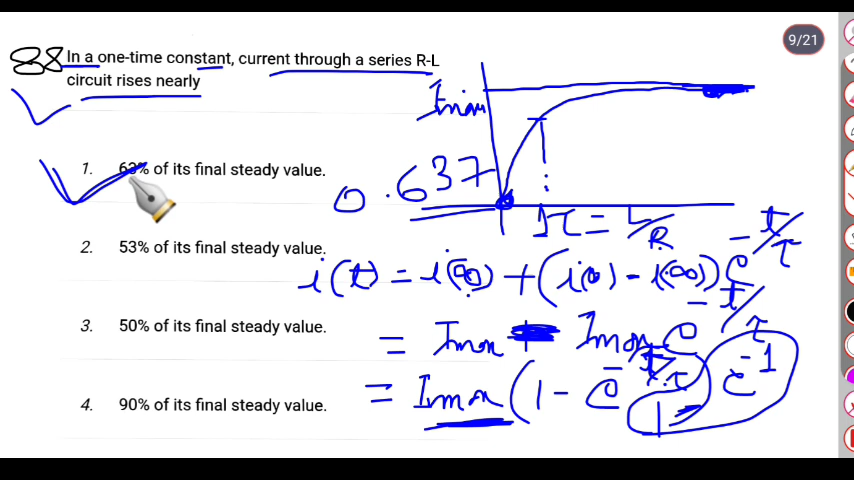 9/21
88 In a one-time constant, current through a series R-L
circuit rises nearly
Imax
1. 63% of its final steady value.
0.637
1τ = L/R
2. 53% of its final steady value.
i(t) = i(∞) + (i(0) - i(∞)) e^-t/τ
3. 50% of its final steady value.
= Imax - Imax e^-t/τ
= Imax (1 - e
e^-1
4. 90% of its final steady value.